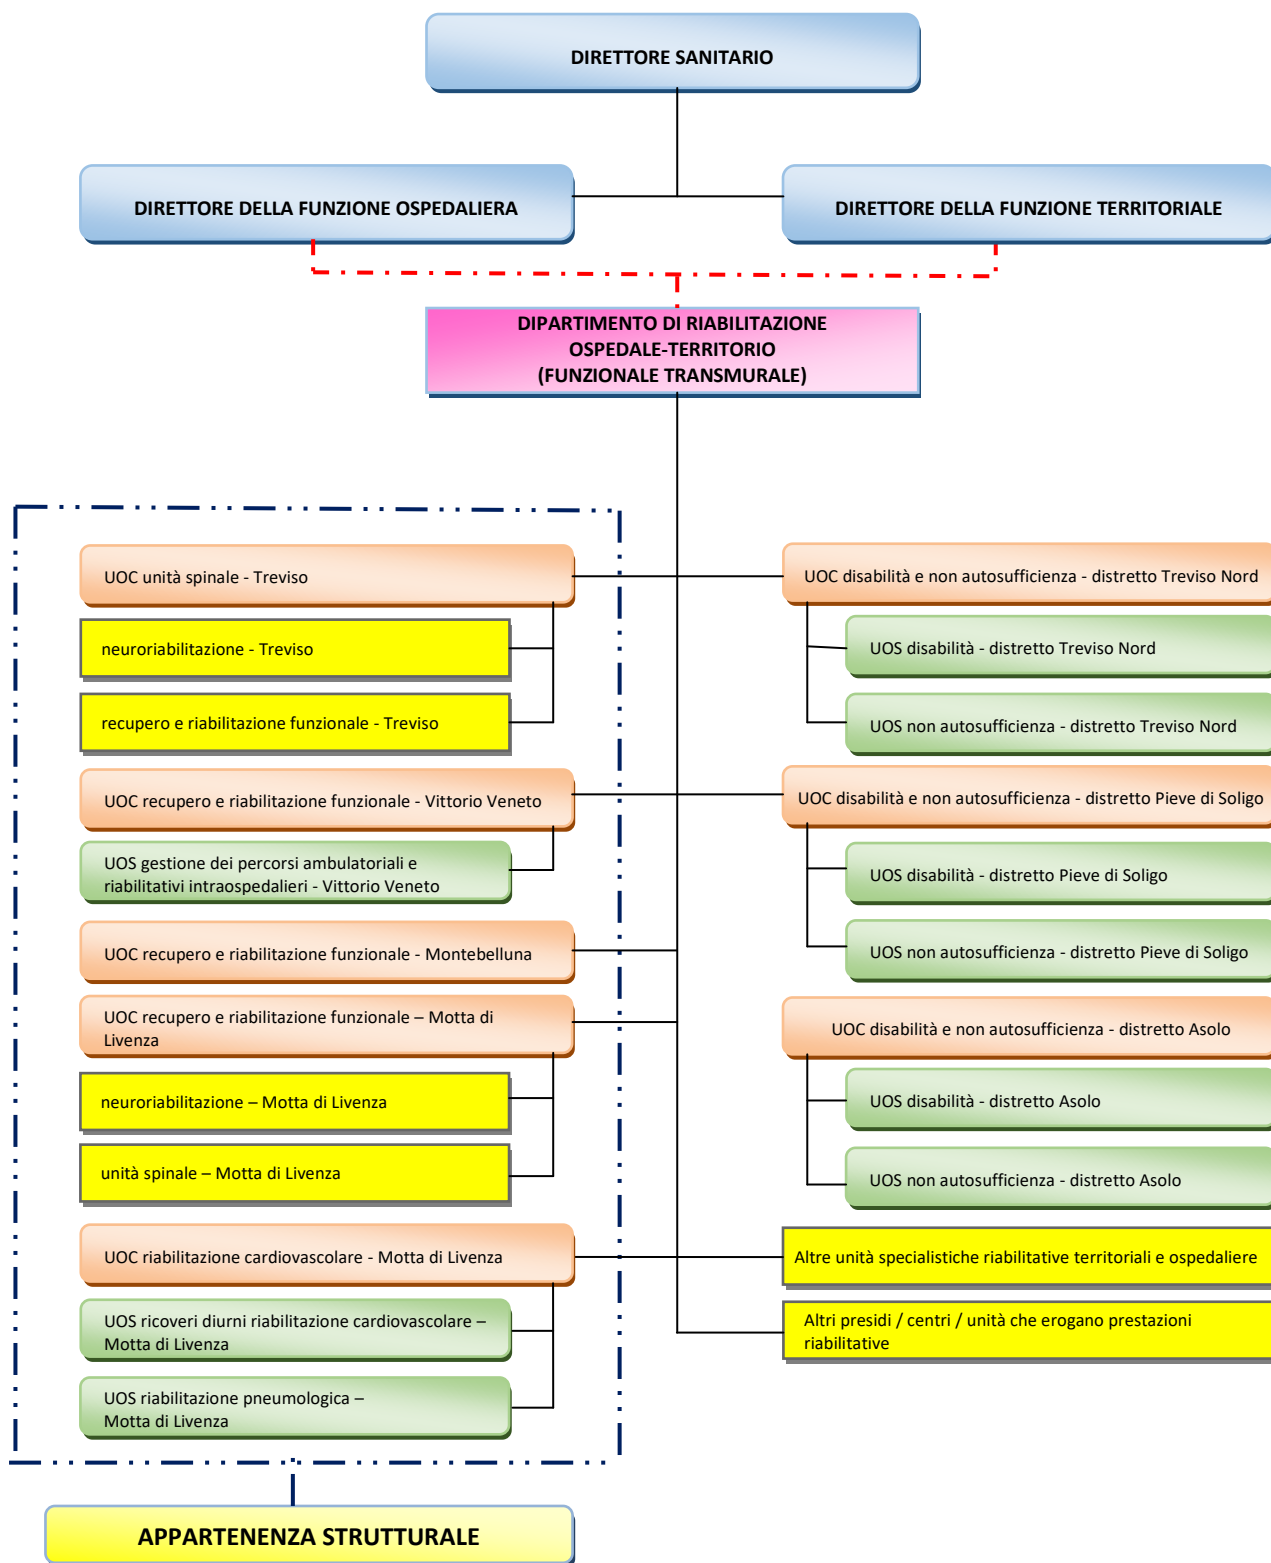 DIRETTORE SANITARIO
DIRETTORE DELLA FUNZIONE OSPEDALIERA
DIRETTORE DELLA FUNZIONE TERRITORIALE
DIPARTIMENTO DI RIABILITAZIONE
OSPEDALE-TERRITORIO
(FUNZIONALE TRANSMURALE)
UOC unità spinale - Treviso
neuroriabilitazione - Treviso
recupero e riabilitazione funzionale - Treviso
UOC recupero e riabilitazione funzionale - Vittorio Veneto
UOS gestione dei percorsi ambulatoriali e
riabilitativi intraospedalieri - Vittorio Veneto
UOC recupero e riabilitazione funzionale - Montebelluna
UOC recupero e riabilitazione funzionale – Motta di
Livenza
neuroriabilitazione – Motta di Livenza
unità spinale – Motta di Livenza
UOC riabilitazione cardiovascolare - Motta di Livenza
UOS ricoveri diurni riabilitazione cardiovascolare –
Motta di Livenza
UOS riabilitazione pneumologica –
Motta di Livenza
UOC disabilità e non autosufficienza - distretto Treviso Nord
UOS disabilità - distretto Treviso Nord
UOS non autosufficienza - distretto Treviso Nord
UOC disabilità e non autosufficienza - distretto Pieve di Soligo
UOS disabilità - distretto Pieve di Soligo
UOS non autosufficienza - distretto Pieve di Soligo
UOC disabilità e non autosufficienza - distretto Asolo
UOS disabilità - distretto Asolo
UOS non autosufficienza - distretto Asolo
Altre unità specialistiche riabilitative territoriali e ospedaliere
Altri presidi / centri / unità che erogano prestazioni
riabilitative
APPARTENENZA STRUTTURALE